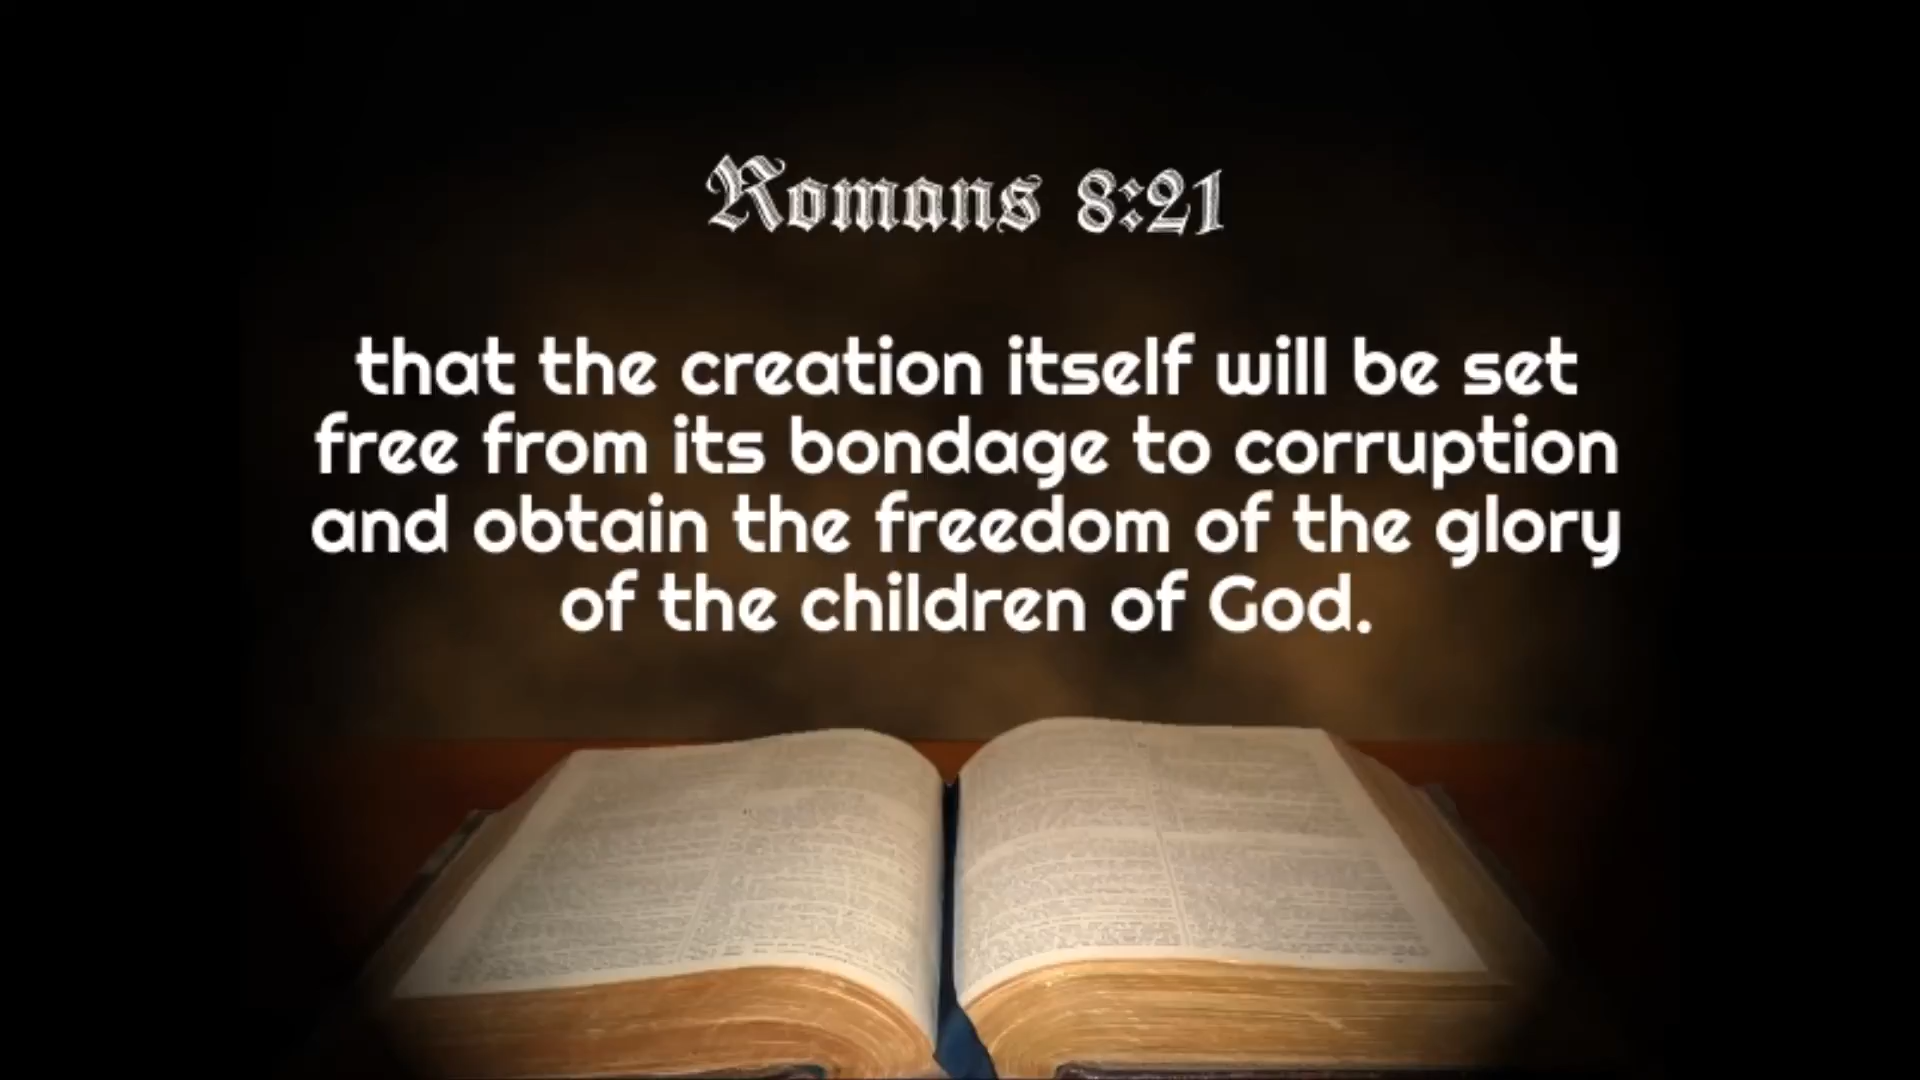 Romans 8:21
that the creation itself will be set
free from its bondage to corruption
and obtain the freedom of the glory
of the children of God.